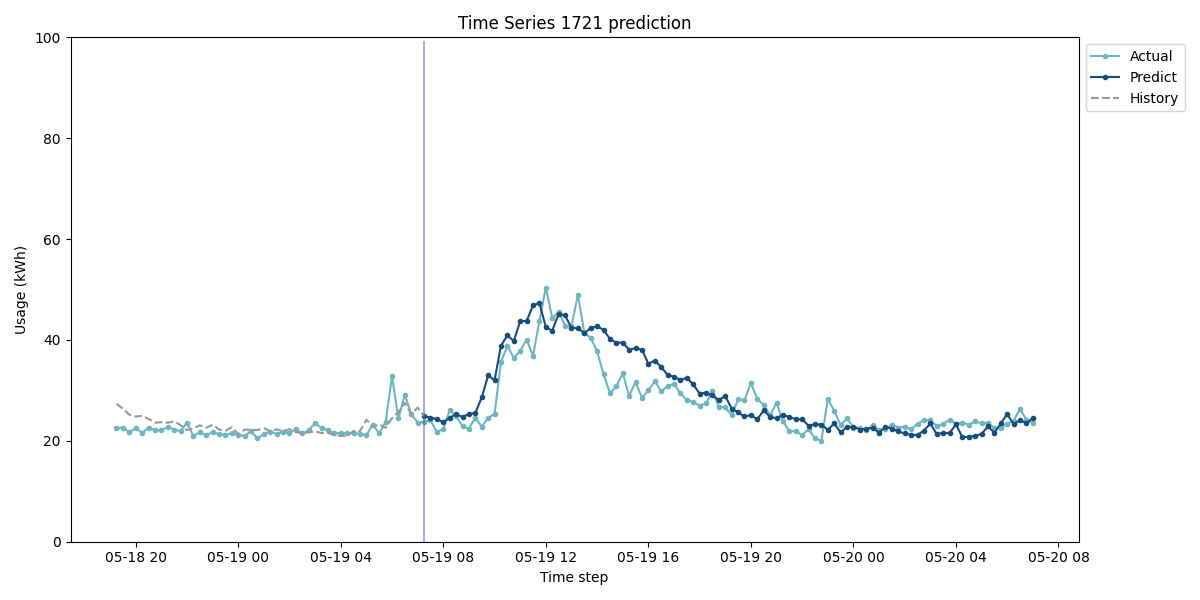 Time Series 1721 prediction
100
80
60
40
20
0
Usage (kWh)
05-18 20
05-19 00
05-19 04
05-19 08
05-19 12
05-19 16
05-19 20
05-20 00
05-20 04
05-20 08
Time step
Actual
Predict
History